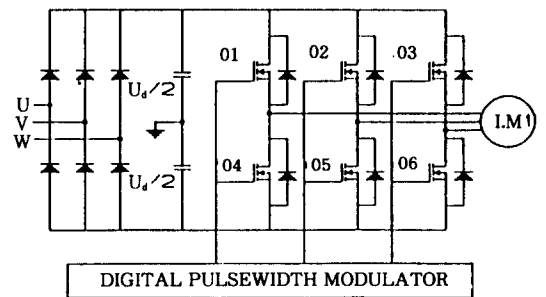 01 02 03
U_d/2
U
V
W
I.M
04 05 06
U_d/2
DIGITAL PULSEWIDTH MODULATOR